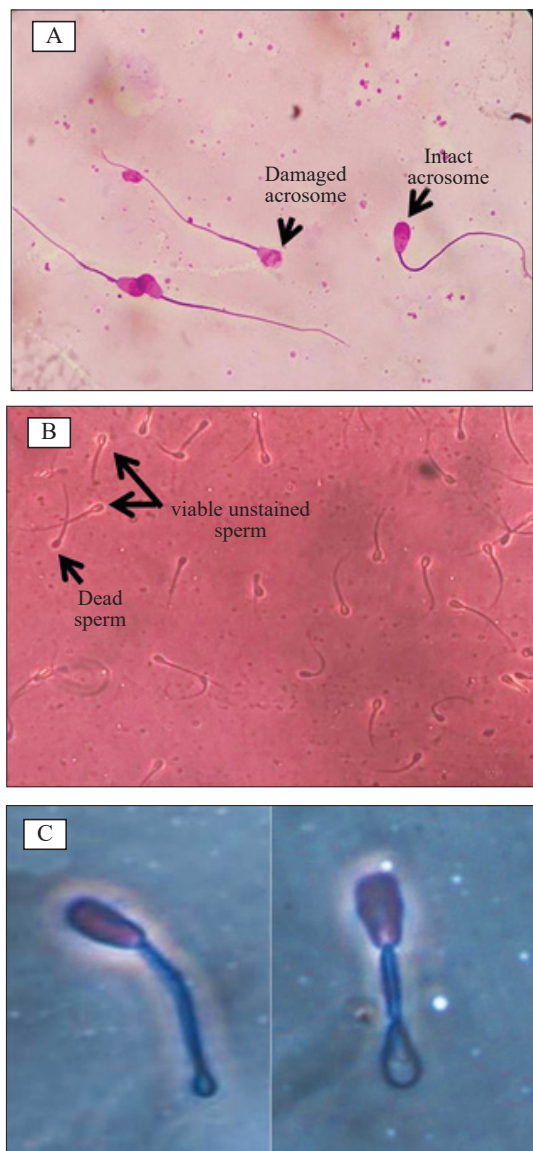 A
Damaged
acrosome
Intact
acrosome
B
viable unstained
sperm
Dead
sperm
C